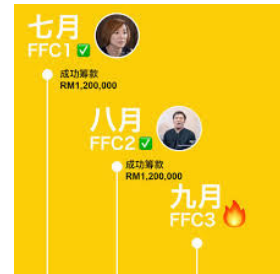 七月
FFC1 ✅
成功筹款
RM1,200,000
八月
FFC2 ✅
成功筹款
RM1,200,000
九月
FFC3 🔥